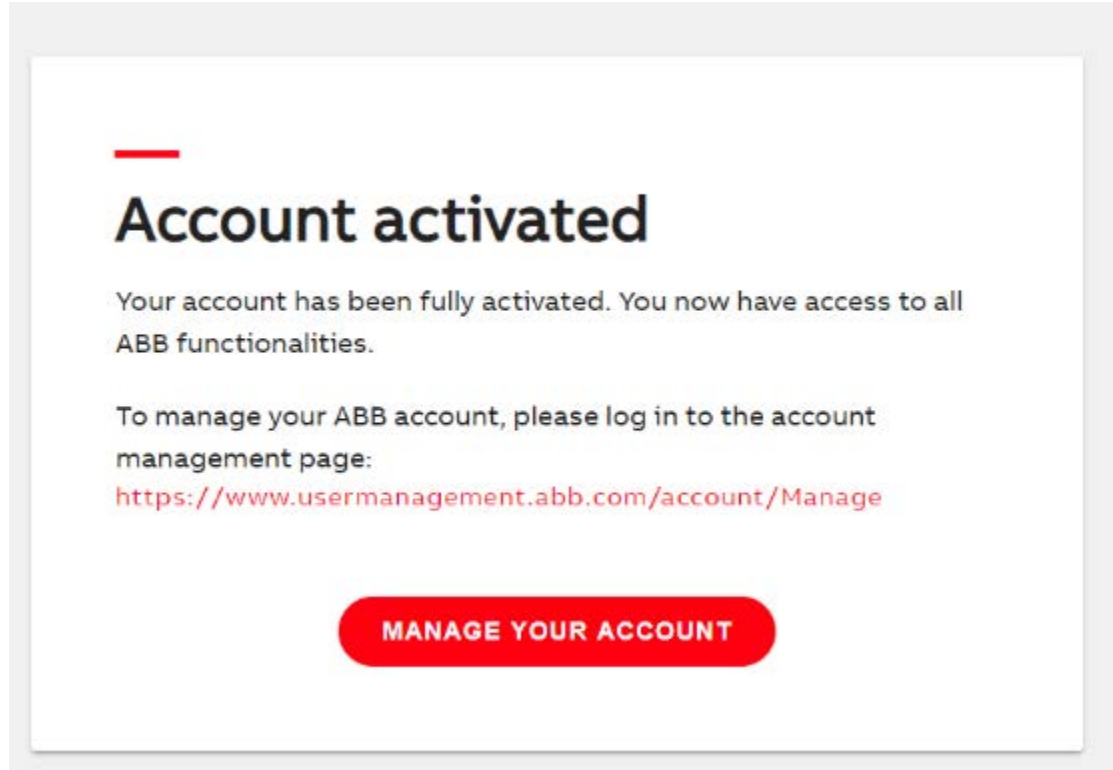 Account activated
Your account has been fully activated. You now have access to all
ABB functionalities.
To manage your ABB account, please log in to the account
management page:
https://www.usermanagement.abb.com/account/Manage
MANAGE YOUR ACCOUNT